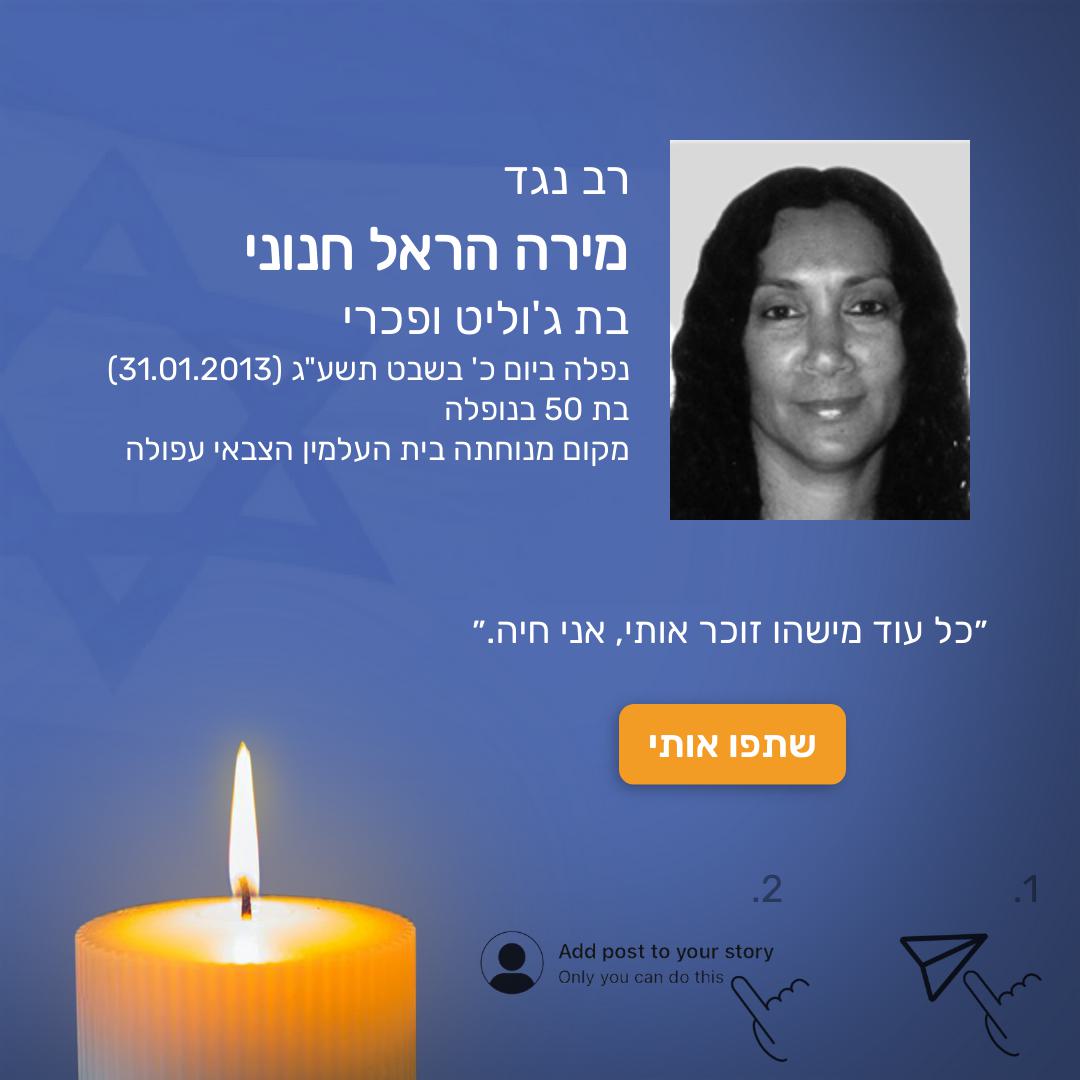 רב נגד
מירה הראל חנוני
בת ג'וליט ופכרי
נפלה ביום כ' בשבט תשע"ג (31.01.2013)
בת 50 בנופלה
מקום מנוחתה בית העלמין הצבאי עפולה
״כל עוד מישהו זוכר אותי, אני חיה.״
שתפו אותי
1.
2.
Add post to your story
Only you can do this